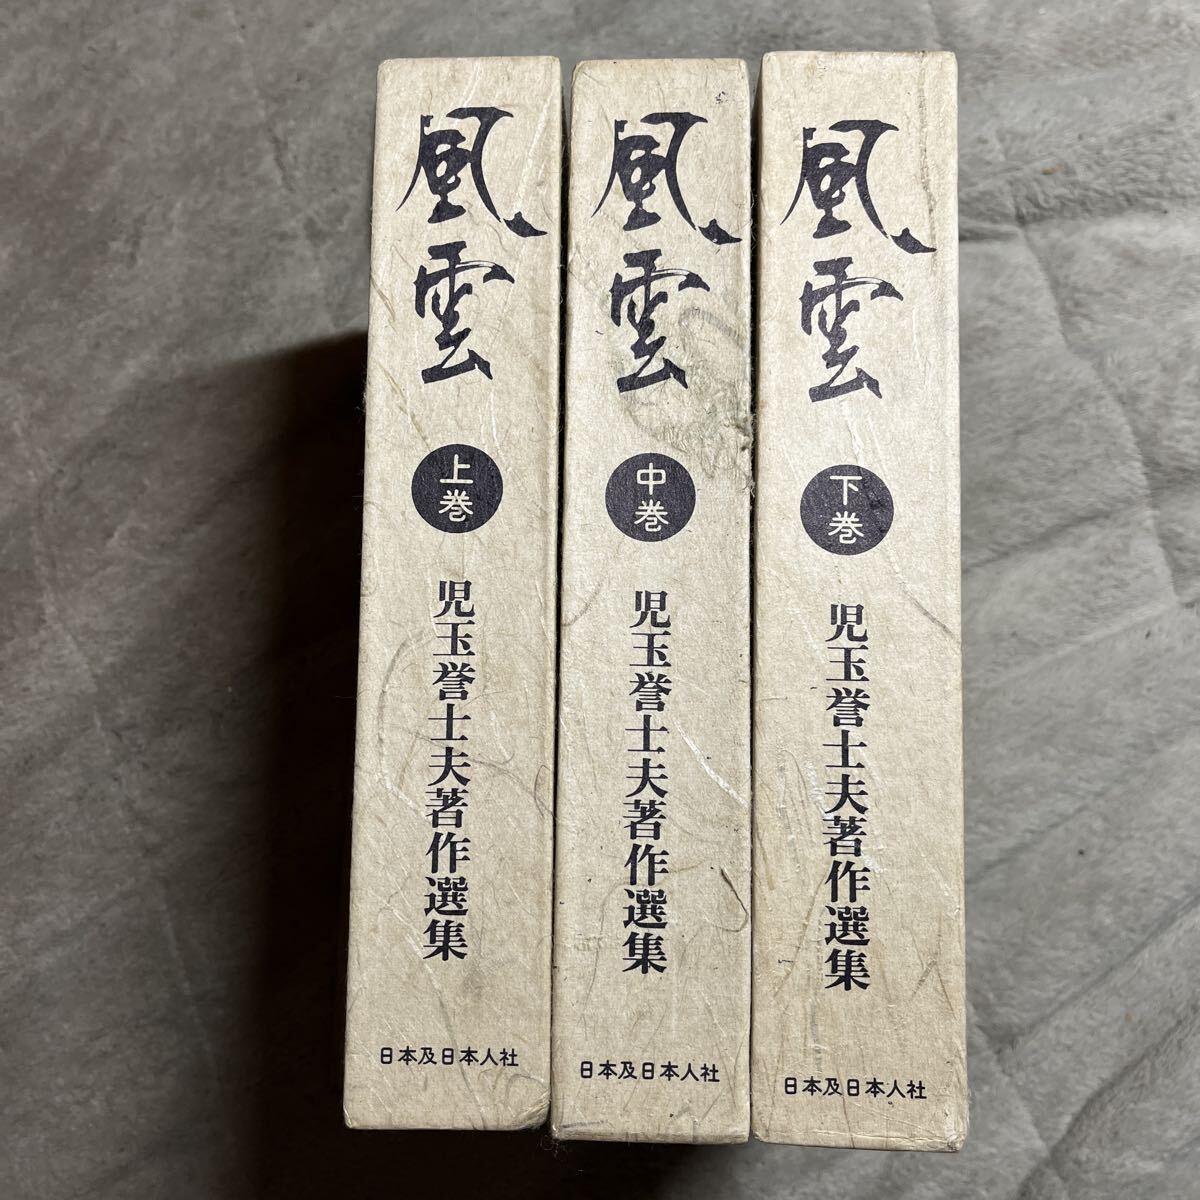 風雲
上巻
児玉誉士夫著作選集
日本及日本人社
風雲
中巻
児玉誉士夫著作選集
日本及日本人社
風雲
下巻
児玉誉士夫著作選集
日本及日本人社